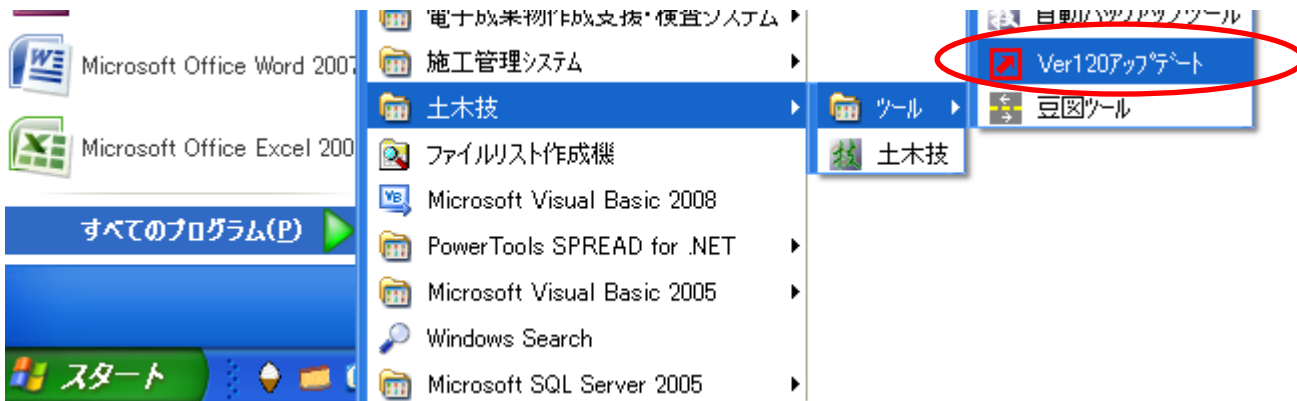 Microsoft Office Word 2007
Microsoft Office Excel 200
すべてのプログラム(P)
スタート
電子成果物作成支援・検査システム
施工管理システム
土木技
ファイルリスト作成機
Microsoft Visual Basic 2008
PowerTools SPREAD for .NET
Microsoft Visual Basic 2005
Windows Search
Microsoft SQL Server 2005
ツール
技 土木技
自動バックアップツール
Ver120ｱｯﾌﾟﾃﾞｰﾄ
豆図ツール